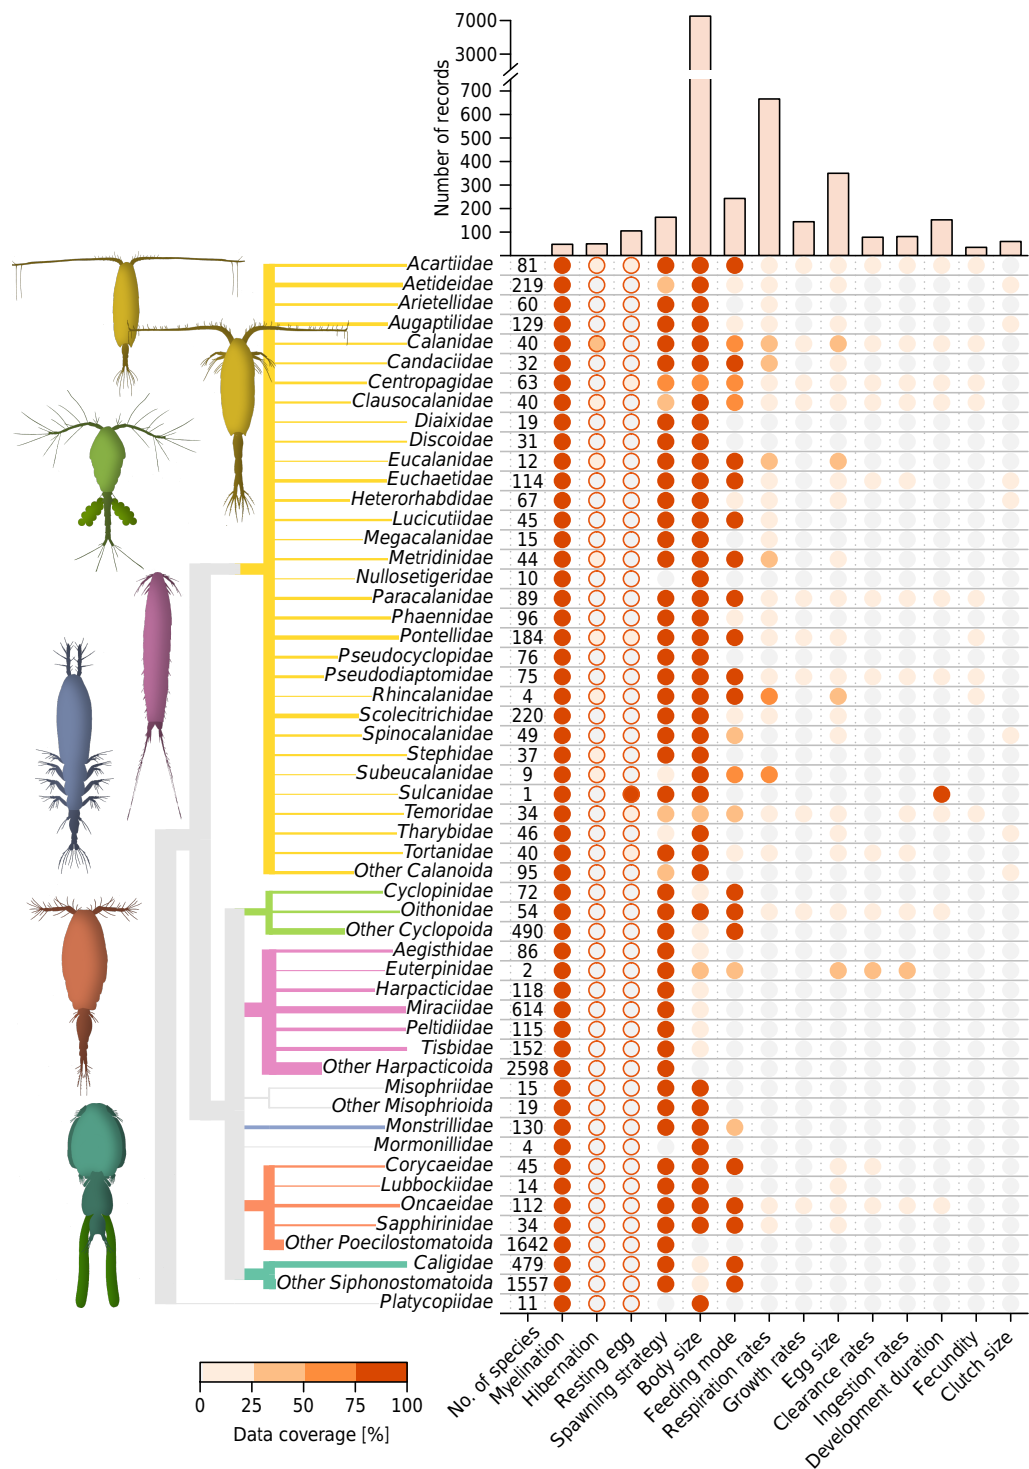 7000
3000
700
600
500
400
300
200
100
Number of records
Acartiidae 81
Aetideidae 219
Arietellidae 60
Augaptilidae 129
Calanidae 40
Candaciidae 32
Centropagidae 63
Clausocalanidae 40
Diaixidae 19
Discoidae 31
Eucalanidae 12
Euchaetidae 114
Heterorhabdidae 67
Lucicutiidae 45
Megacalanidae 15
Metridinidae 44
Nullosetigeridae 10
Paracalanidae 89
Phaennidae 96
Pontellidae 184
Pseudocyclopidae 76
Pseudodiaptomidae 75
Rhincalanidae 4
Scolecitrichidae 220
Spinocalanidae 49
Stephidae 37
Subeucalanidae 9
Sulcanidae 1
Temoridae 34
Tharybidae 46
Tortanidae 40
Other Calanoida 95
Cyclopinidae 72
Oithonidae 54
Other Cyclopoida 490
Aegisthidae 86
Euterpinidae 2
Harpacticidae 118
Miraciidae 614
Peltidiidae 115
Tisbidae 152
Other Harpacticoida 2598
Misophriidae 15
Other Misophrioida 19
Monstrillidae 130
Mormonillidae 4
Corycaeidae 45
Lubbockiidae 14
Oncaeidae 112
Sapphirinidae 34
Other Poecilostomatoida 1642
Caligidae 479
Other Siphonostomatoida 1557
Platycopiidae 11
No. of species
Myelination
Hibernation
Resting egg
Spawning strategy
Body size
Feeding mode
Respiration rates
Growth rates
Egg size
Clearance rates
Ingestion rates
Development duration
Fecundity
Clutch size
0 25 50 75 100
Data coverage [%]